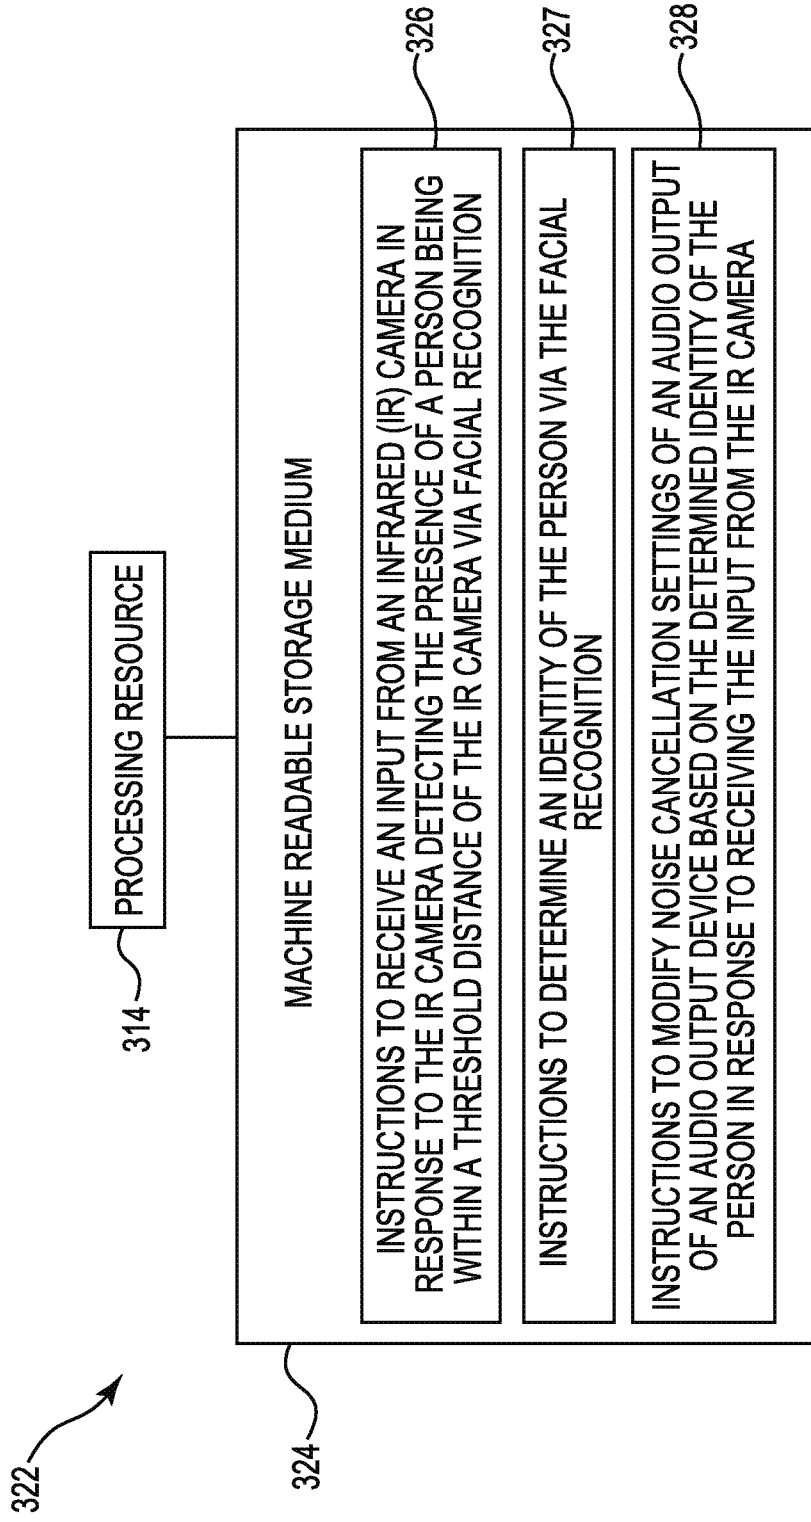 322
314
PROCESSING RESOURCE
324
MACHINE READABLE STORAGE MEDIUM
INSTRUCTIONS TO RECEIVE AN INPUT FROM AN INFRARED (IR) CAMERA IN
RESPONSE TO THE IR CAMERA DETECTING THE PRESENCE OF A PERSON BEING
WITHIN A THRESHOLD DISTANCE OF THE IR CAMERA VIA FACIAL RECOGNITION
326
INSTRUCTIONS TO DETERMINE AN IDENTITY OF THE PERSON VIA THE FACIAL
RECOGNITION
327
INSTRUCTIONS TO MODIFY NOISE CANCELLATION SETTINGS OF AN AUDIO OUTPUT
OF AN AUDIO OUTPUT DEVICE BASED ON THE DETERMINED IDENTITY OF THE
PERSON IN RESPONSE TO RECEIVING THE INPUT FROM THE IR CAMERA
328